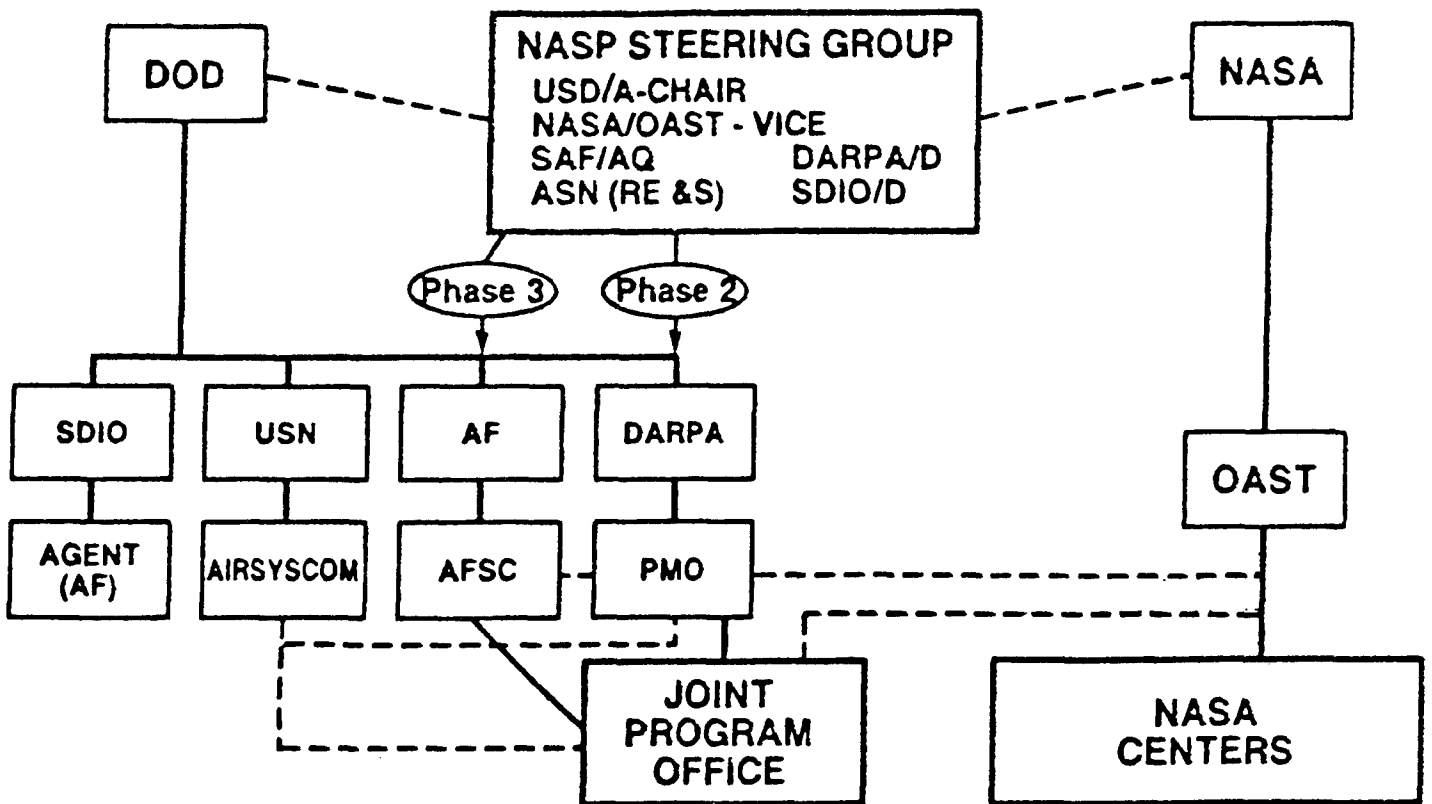 DOD
NASP STEERING GROUP
USD/A-CHAIR
NASA/OAST - VICE
SAF/AQ DARPA/D
ASN (RE &S) SDIO/D
NASA
Phase 3
Phase 2
SDIO
USN
AF
DARPA
OAST
AGENT
(AF)
AIRSYSCOM
AFSC
PMO
JOINT
PROGRAM
OFFICE
NASA
CENTERS